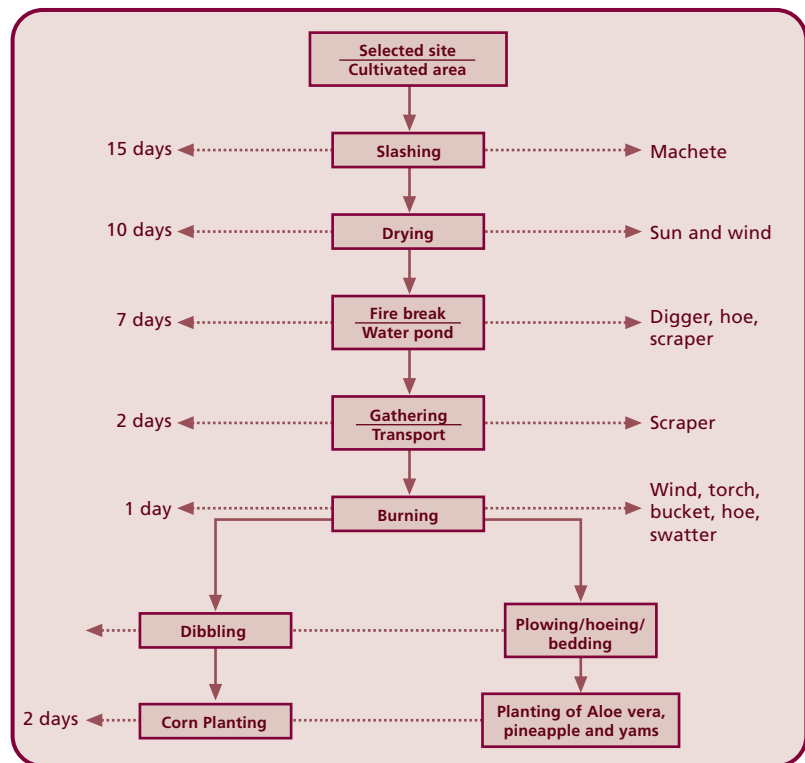 Selected site
Cultivated area
15 days
Slashing
Machete
10 days
Drying
Sun and wind
7 days
Fire break
Water pond
Digger, hoe,
scraper
2 days
Gathering
Transport
Scraper
1 day
Burning
Wind, torch,
bucket, hoe,
swatter
Dibbling
Plowing/hoeing/
bedding
2 days
Corn Planting
Planting of Aloe vera,
pineapple and yams